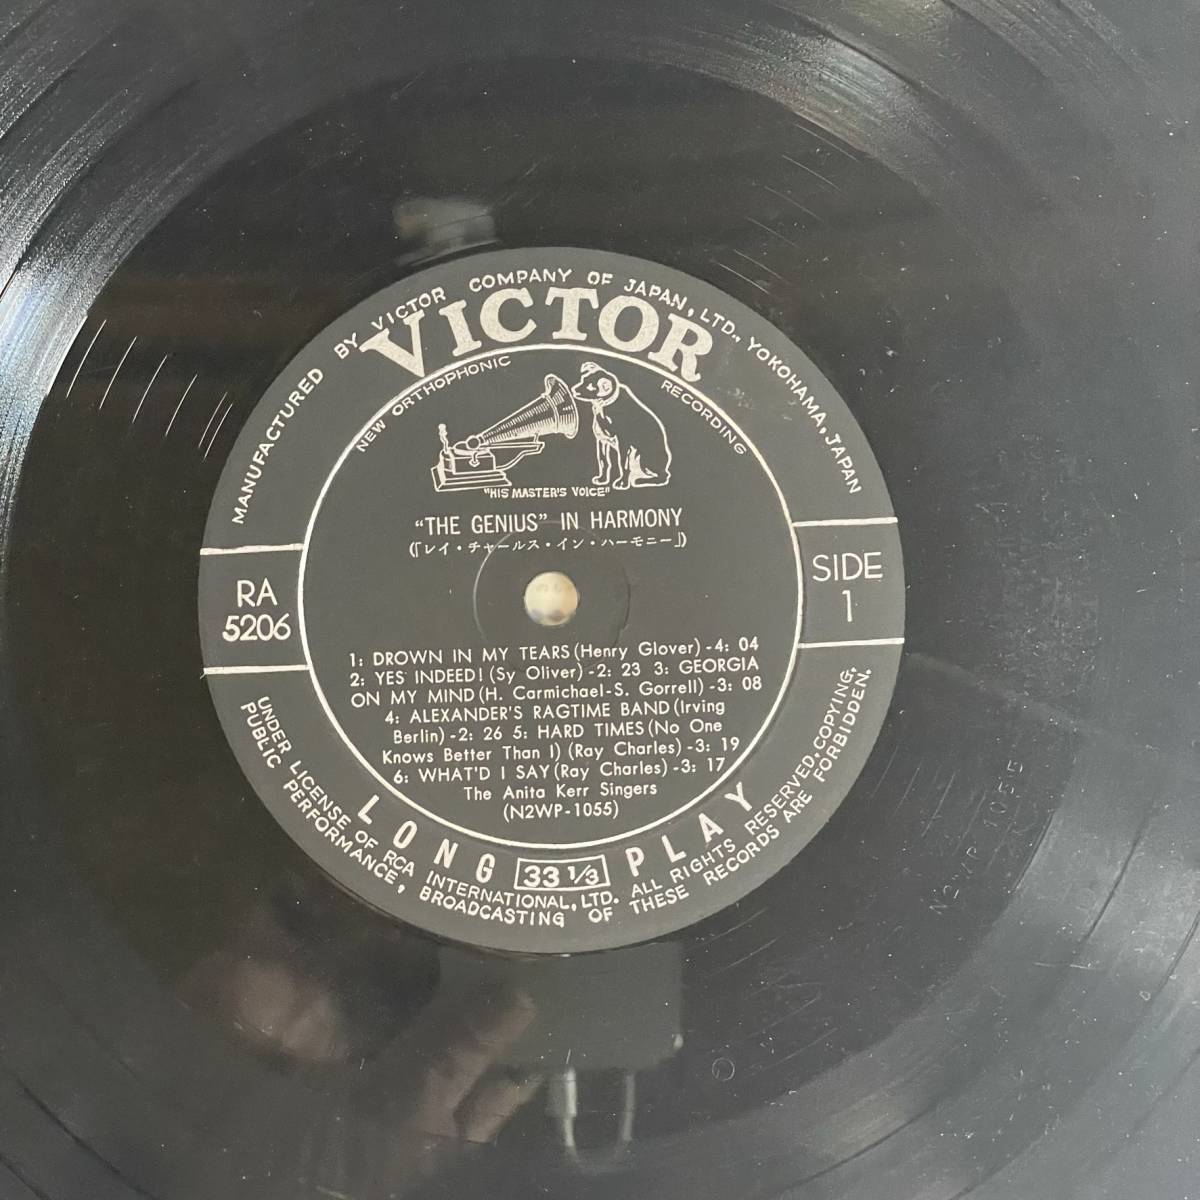 MANUFACTURED BY VICTOR COMPANY OF JAPAN, LTD., YOKOHAMA, JAPAN
VICTOR
NEW ORTHOPHONIC RECORDING
"HIS MASTER'S VOICE"
"THE GENIUS" IN HARMONY
(『レイ・チャールス・イン・ハーモニー』)
RA
5206
SIDE
1
1: DROWN IN MY TEARS (Henry Glover) -4: 04
2: YES INDEED! (Sy Oliver) -2: 23 3: GEORGIA
ON MY MIND (H. Carmichael-S. Gorrell) -3: 08
4: ALEXANDER'S RAGTIME BAND (Irving
Berlin) -2: 26 5: HARD TIMES (No One
Knows Better Than I) (Ray Charles) -3: 19
6: WHAT'D I SAY (Ray Charles) -3: 17
The Anita Kerr Singers
(N2WP-1055)
LONG 33 1/3 PLAY
UNDER LICENSE OF RCA INTERNATIONAL, LTD. ALL RIGHTS RESERVED, COPYING,
PUBLIC PERFORMANCE, BROADCASTING OF THESE RECORDS ARE FORBIDDEN.